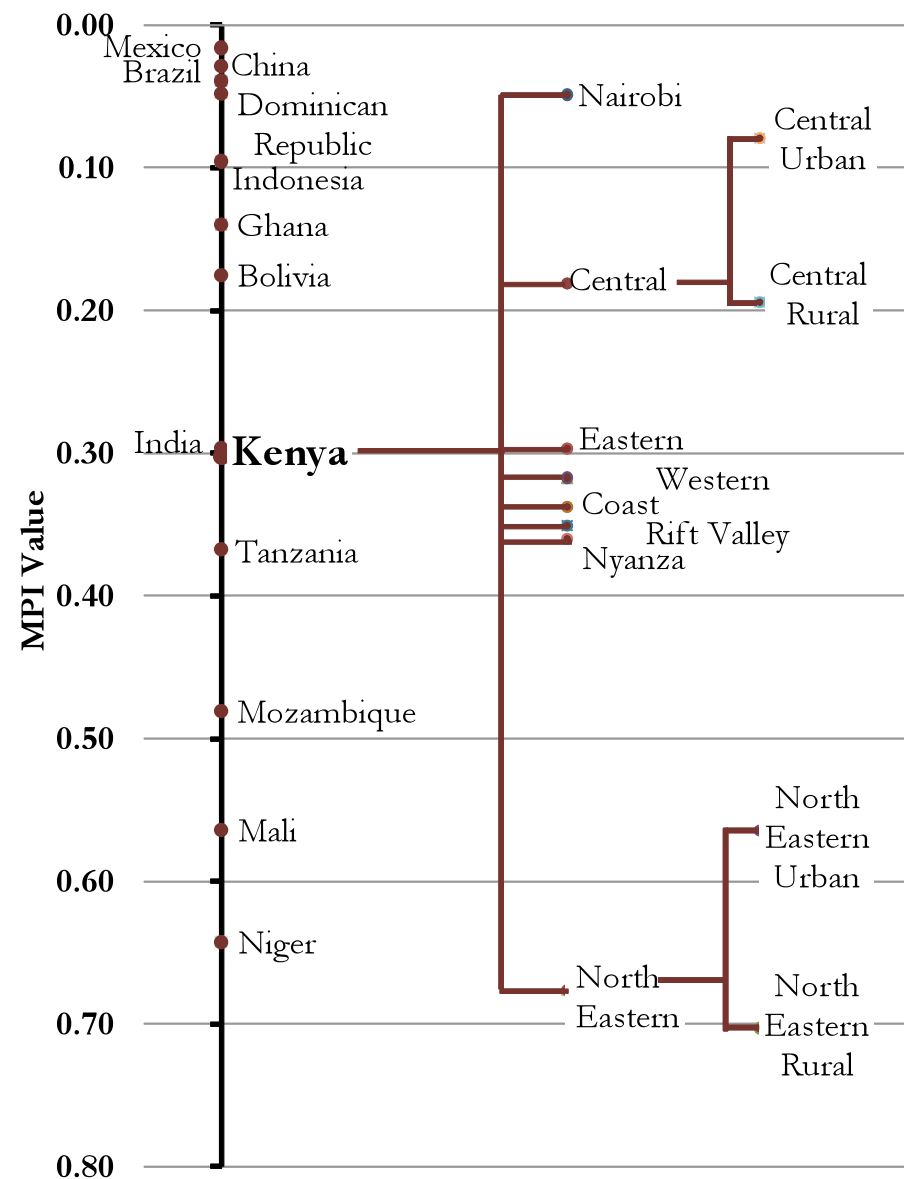 0.00
Mexico
Brazil
China
Nairobi
Dominican
Republic
Central
Urban
0.10
Indonesia
Ghana
Bolivia
Central
Central
Rural
0.20
India
0.30
Kenya
Eastern
Western
Coast
Rift Valley
Nyanza
MPI Value
Tanzania
0.40
Mozambique
0.50
North
Eastern
Urban
Mali
0.60
Niger
North
Eastern
North
Eastern
Rural
0.70
0.80